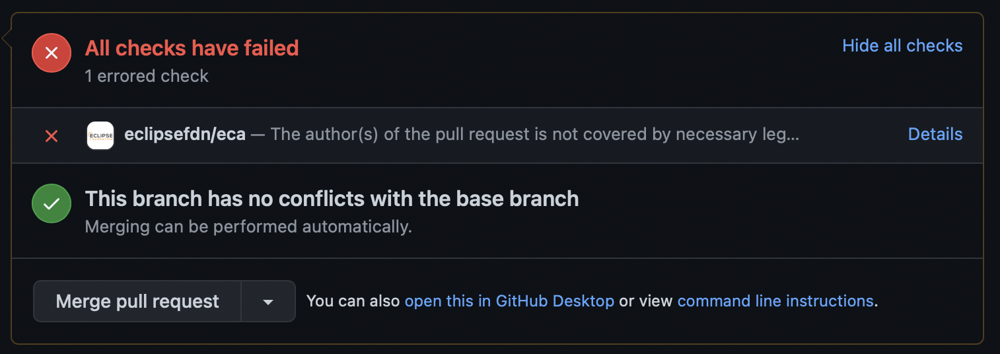 All checks have failed
Hide all checks
1 errored check
ECLIPSE
FOUNDATION
eclipsefdn/eca — The author(s) of the pull request is not covered by necessary leg...
Details
This branch has no conflicts with the base branch
Merging can be performed automatically.
Merge pull request
You can also open this in GitHub Desktop or view command line instructions.